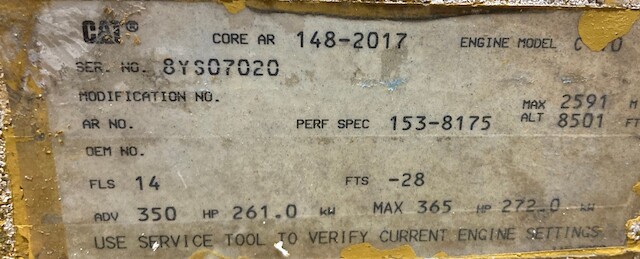 CAT® CORE AR 148-2017 ENGINE MODEL
SER. NO. 8YS07020
MODIFICATION NO.
MAX 2591 M
AR NO. PERF SPEC 153-8175 ALT 8501 FT
OEM NO.
FLS 14 FTS -28
ADV 350 HP 261.0 KW MAX 365 HP 272.0 KW
USE SERVICE TOOL TO VERIFY CURRENT ENGINE SETTINGS